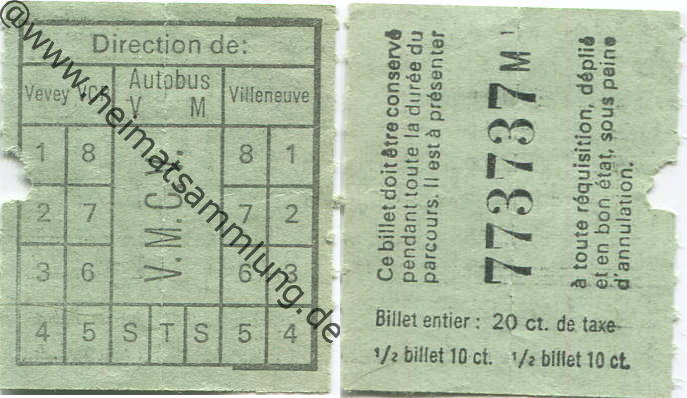 Direction de:
Vevey VCh Autobus Villeneuve
V M
1 8 8 1
2 7 7 2
3 6 6 3
V.M.C.V.
4 5 S T S 5 4
@www.heimatsammlung.de
Ce billet doit être conservé
pendant toute la durée du
parcours. Il est à présenter
773737 M
à toute réquisition, déplié
et en bon état, sous peine
d'annulation.
Billet entier : 20 ct. de taxe
1/2 billet 10 ct. 1/2 billet 10 ct.